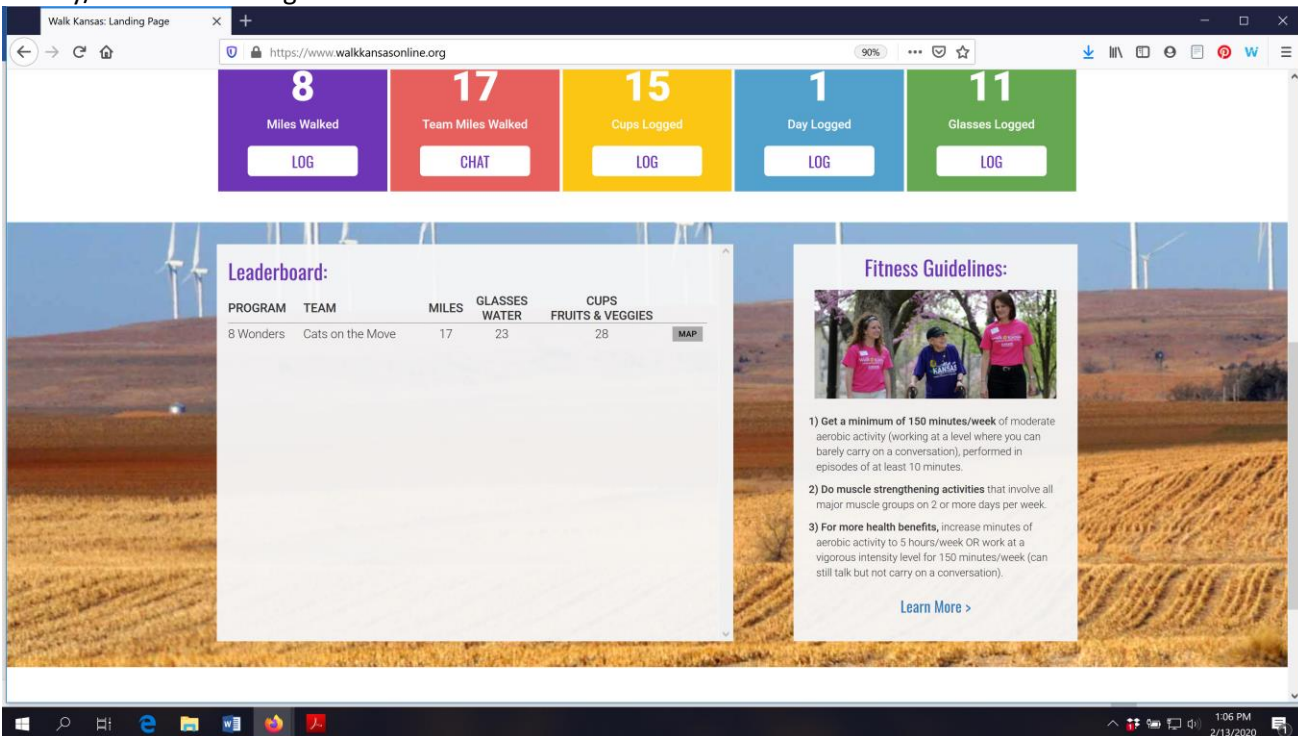 Walk Kansas: Landing Page
https://www.walkkansasonline.org
90%
8
Miles Walked
LOG
17
Team Miles Walked
CHAT
15
Cups Logged
LOG
1
Day Logged
LOG
11
Glasses Logged
LOG
Leaderboard:
PROGRAM TEAM MILES GLASSES WATER CUPS FRUITS & VEGGIES
8 Wonders Cats on the Move 17 23 28 MAP
Fitness Guidelines:
KANSAS
1) Get a minimum of 150 minutes/week of moderate
aerobic activity (working at a level where you can
barely carry on a conversation), performed in
episodes of at least 10 minutes.
2) Do muscle strengthening activities that involve all
major muscle groups on 2 or more days per week.
3) For more health benefits, increase minutes of
aerobic activity to 5 hours/week OR work at a
vigorous intensity level for 150 minutes/week (can
still talk but not carry on a conversation).
Learn More >
1:06 PM
2/13/2020